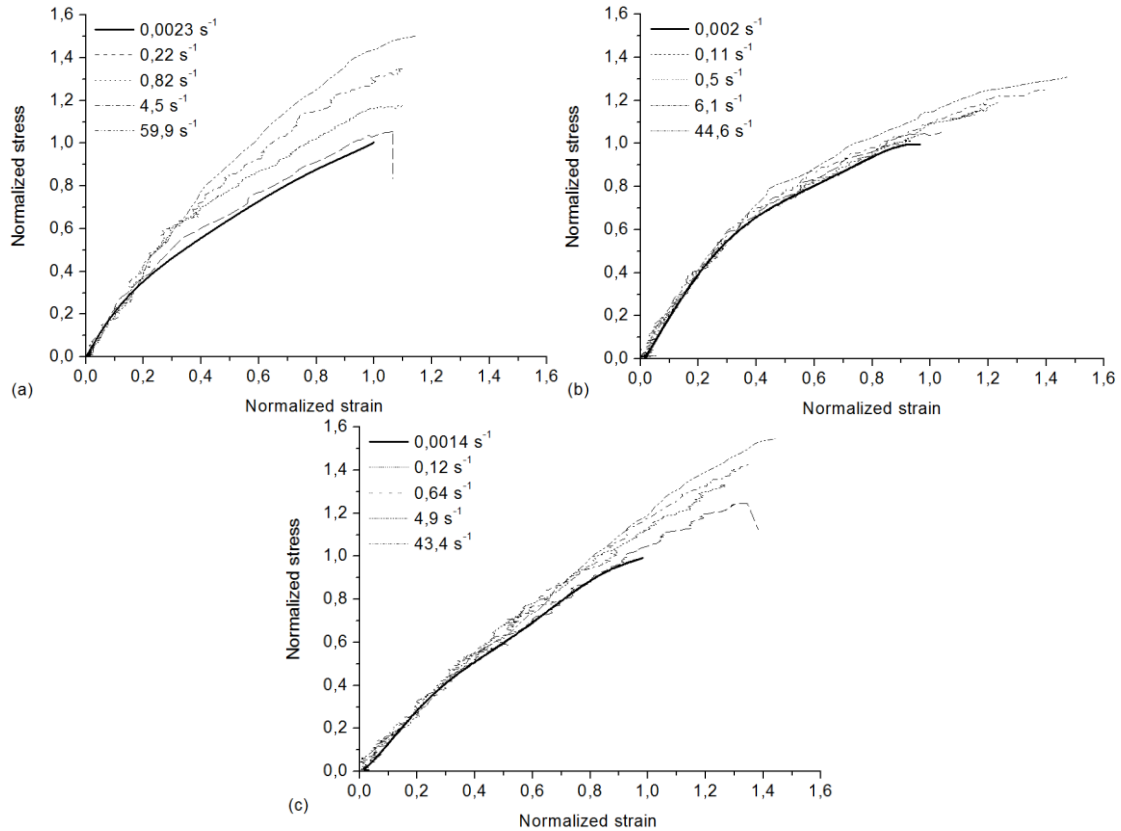 1,6
1,4
1,2
1,0
0,8
0,6
0,4
0,2
0,0
Normalized stress
0,0023 s⁻¹
0,22 s⁻¹
0,82 s⁻¹
4,5 s⁻¹
59,9 s⁻¹
0,0 0,2 0,4 0,6 0,8 1,0 1,2 1,4 1,6
(a)
Normalized strain
1,6
1,4
1,2
1,0
0,8
0,6
0,4
0,2
0,0
Normalized stress
0,002 s⁻¹
0,11 s⁻¹
0,5 s⁻¹
6,1 s⁻¹
44,6 s⁻¹
0,0 0,2 0,4 0,6 0,8 1,0 1,2 1,4 1,6
(b)
Normalized strain
1,6
1,4
1,2
1,0
0,8
0,6
0,4
0,2
0,0
Normalized stress
0,0014 s⁻¹
0,12 s⁻¹
0,64 s⁻¹
4,9 s⁻¹
43,4 s⁻¹
0,0 0,2 0,4 0,6 0,8 1,0 1,2 1,4 1,6
(c)
Normalized strain